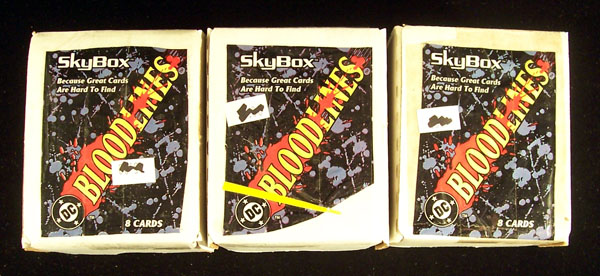 SkyBox
Because Great Cards
Are Hard To Find
BLOODLINES
DC
8 CARDS
SkyBox
Because Great Cards
Are Hard To Find
BLOODLINES
DC
SkyBox
Because Great Cards
Are Hard To Find
BLOODLINES
DC
8 CARDS